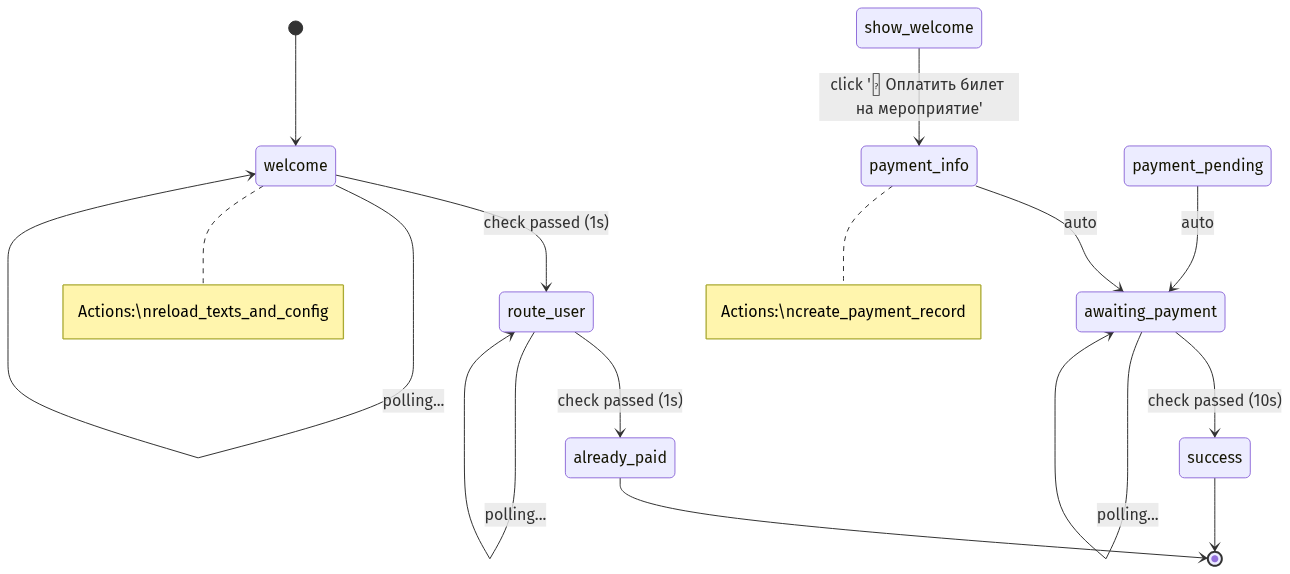 show_welcome
click '� Оплатить билет
на мероприятие'
welcome
payment_info
payment_pending
check passed (1s)
auto
auto
Actions:\nreload_texts_and_config
route_user
Actions:\ncreate_payment_record
awaiting_payment
polling...
check passed (1s)
check passed (10s)
already_paid
success
polling...
polling...